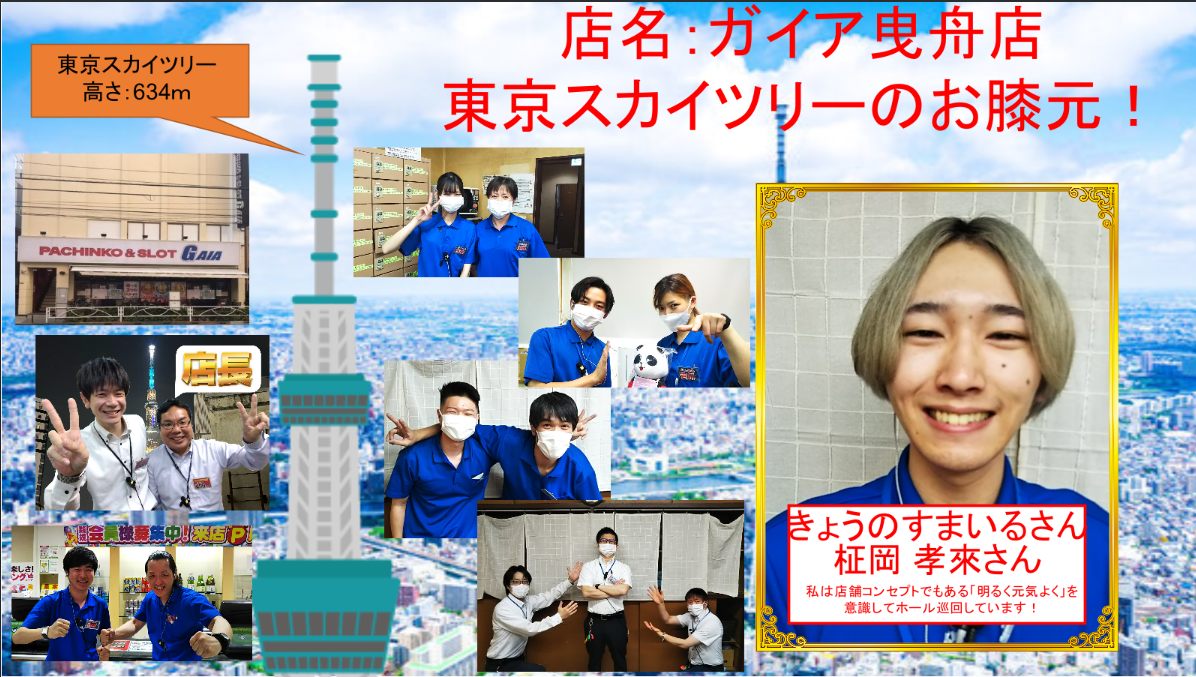 店名：ガイア曳舟店
東京スカイツリーのお膝元！
東京スカイツリー
高さ：634m
PACHINKO & SLOT GAIA
店長
会員様募集中！来店P
きょうのすまいるさん
柾岡 孝來さん
私は店舗コンセプトでもある「明るく元気よく」を
意識してホール巡回しています！